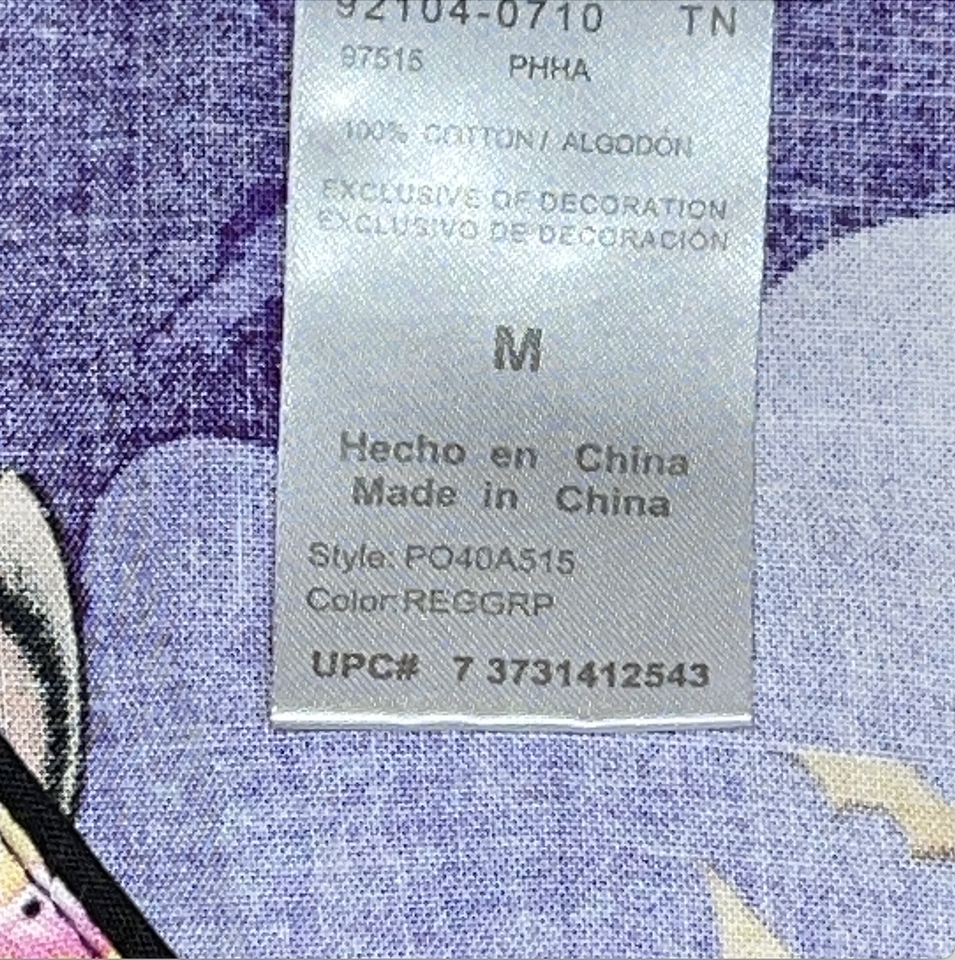 92104-0710 TN
97515 PHHA
100% COTTON / ALGODÓN
EXCLUSIVE OF DECORATION
EXCLUSIVO DE DECORACIÓN
M
Hecho en China
Made in China
Style: PO40A515
Color: REGGRP
UPC# 7 3731412543